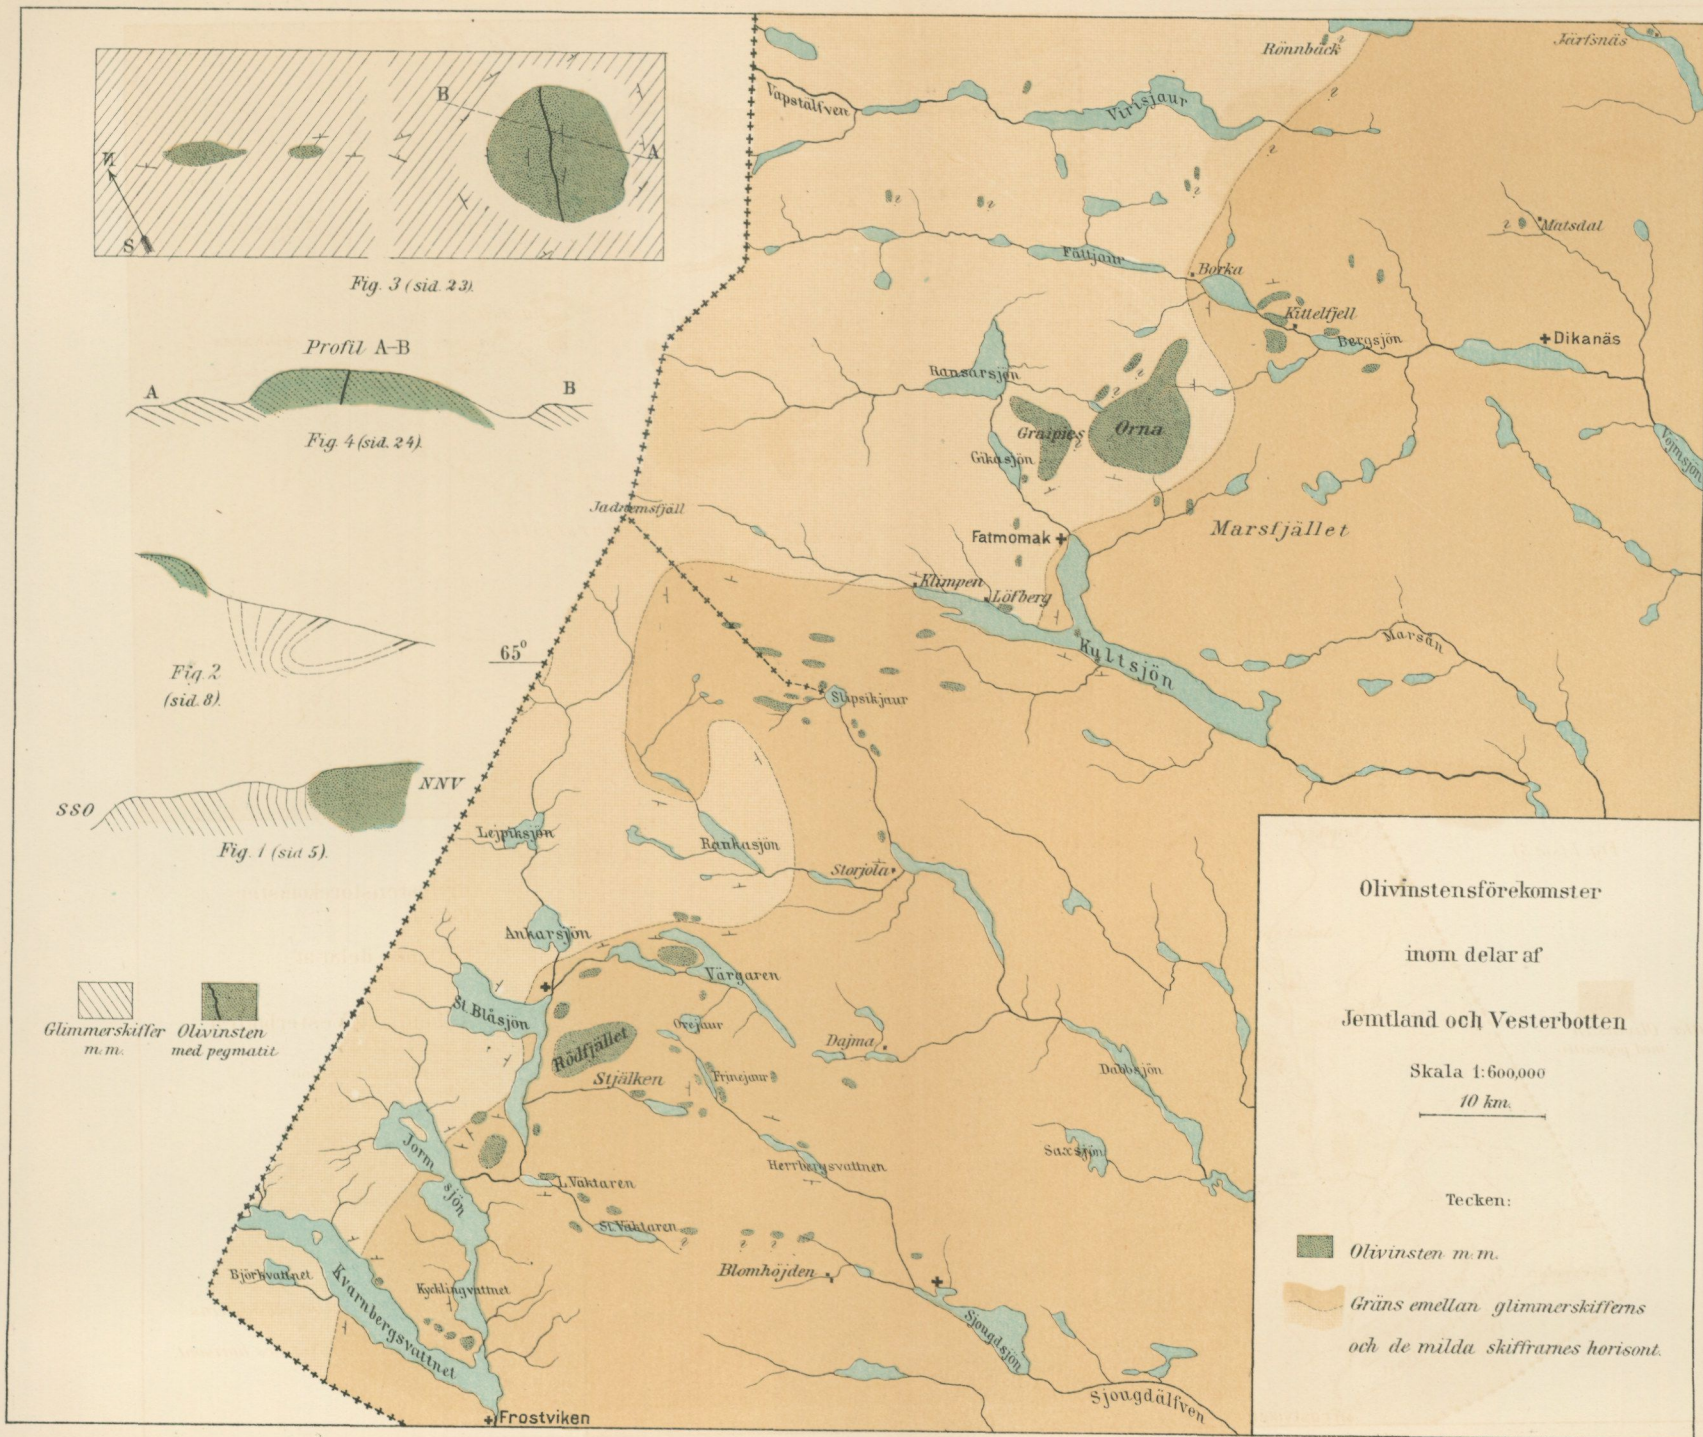 B
A
N
S
Fig. 3 (sid. 23).
Profil A-B
A
B
Fig. 4 (sid. 24).
Fig. 2
(sid. 8).
SSO
NNV
Fig. 1 (sid 5).
Glimmerskiffer
m. m.
Olivinsten
med pegmatit
65°
Rönnbäck
Järfsnäs
Vapstälfven
Virisjaur
Matsdal
Fättjaur
Borka
Kittelfjell
Bergsjön
Dikanäs
Ransarsjön
Graipies
Orna
Gikasjön
Vojmsjön
Jadnemsfjäll
Fatmomak
Marsfjället
Klimpen
Löfberg
Kultsjön
Marsån
Slipsikjaur
Lejpiksjön
Rankasjön
Storjola
Ankarsjön
Värgaren
St. Blåsjön
Orejaur
Rödfjället
Dajma
Stjälken
Frinejaur
Dabbsjön
Jorm
sjön
Herrbergsvattnen
Saxsjön
L. Väktaren
St. Väktaren
Björkvattnet
Kvarnbergsvattnet
Kycklingvattnet
Blomhöjden
Sjougdsjön
Sjougdälfven
Frostviken
Olivinstensförekomster
inom delar af
Jemtland och Vesterbotten
Skala 1:600,000
10 km.
Tecken:
Olivinsten m. m.
Gräns emellan glimmerskifferns
och de milda skiffrarnes horisont.